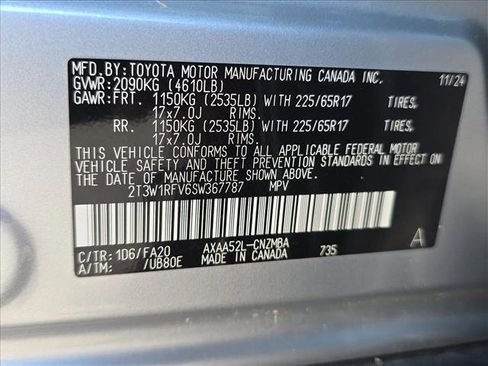 MFD.BY:TOYOTA MOTOR MANUFACTURING CANADA INC. 11/24
GVWR:2090KG (4610LB)
GAWR:FRT. 1150KG (2535LB) WITH 225/65R17 TIRES,
17x7.0J RIMS.
RR. 1150KG (2535LB) WITH 225/65R17 TIRES,
17x7.0J RIMS.
THIS VEHICLE CONFORMS TO ALL APPLICABLE FEDERAL MOTOR
VEHICLE SAFETY AND THEFT PREVENTION STANDARDS IN EFFECT ON
THE DATE OF MANUFACTURE SHOWN ABOVE.
2T3W1RFV6SW367787 MPV
C/TR:1D6/FA20 AXAA52L-CNZMBA 735 A
A/TM: /UB80E MADE IN CANADA